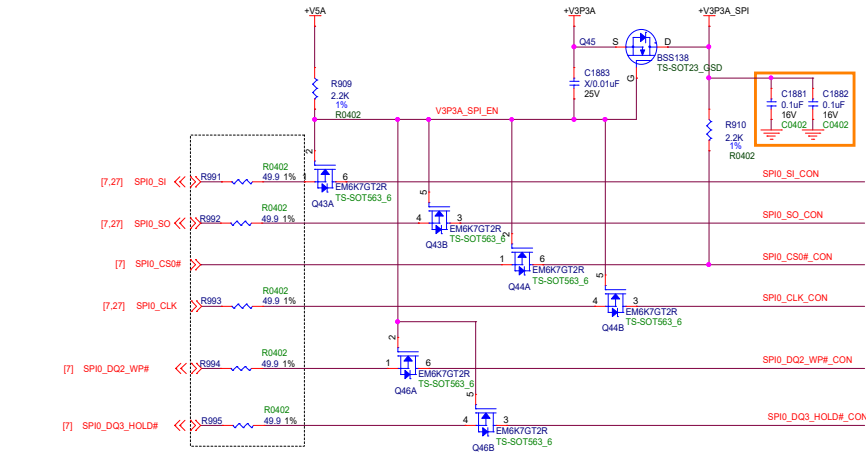 +V5A
+V3P3A
+V3P3A_SPI
Q45
S
D
G
BSS138
TS-SOT23_GSD
C1883
X/0.01uF
25V
C1881
0.1uF
16V
C0402
C1882
0.1uF
16V
C0402
R909
2.2K
1%
R0402
V3P3A_SPI_EN
R910
2.2K
1%
R0402
[7,27] SPI0_SI
R991
R0402
49.9 1%
1
2
6
EM6K7GT2R
TS-SOT563_6
Q43A
SPI0_SI_CON
[7,27] SPI0_SO
R992
R0402
49.9 1%
4
5
3
EM6K7GT2R
TS-SOT563_6
Q43B
SPI0_SO_CON
[7] SPI0_CS0#
1
2
6
EM6K7GT2R
TS-SOT563_6
Q44A
SPI0_CS0#_CON
[7,27] SPI0_CLK
R993
R0402
49.9 1%
4
5
3
EM6K7GT2R
TS-SOT563_6
Q44B
SPI0_CLK_CON
[7] SPI0_DQ2_WP#
R994
R0402
49.9 1%
1
2
6
EM6K7GT2R
TS-SOT563_6
Q46A
SPI0_DQ2_WP#_CON
[7] SPI0_DQ3_HOLD#
R995
R0402
49.9 1%
4
5
3
EM6K7GT2R
TS-SOT563_6
Q46B
SPI0_DQ3_HOLD#_CON